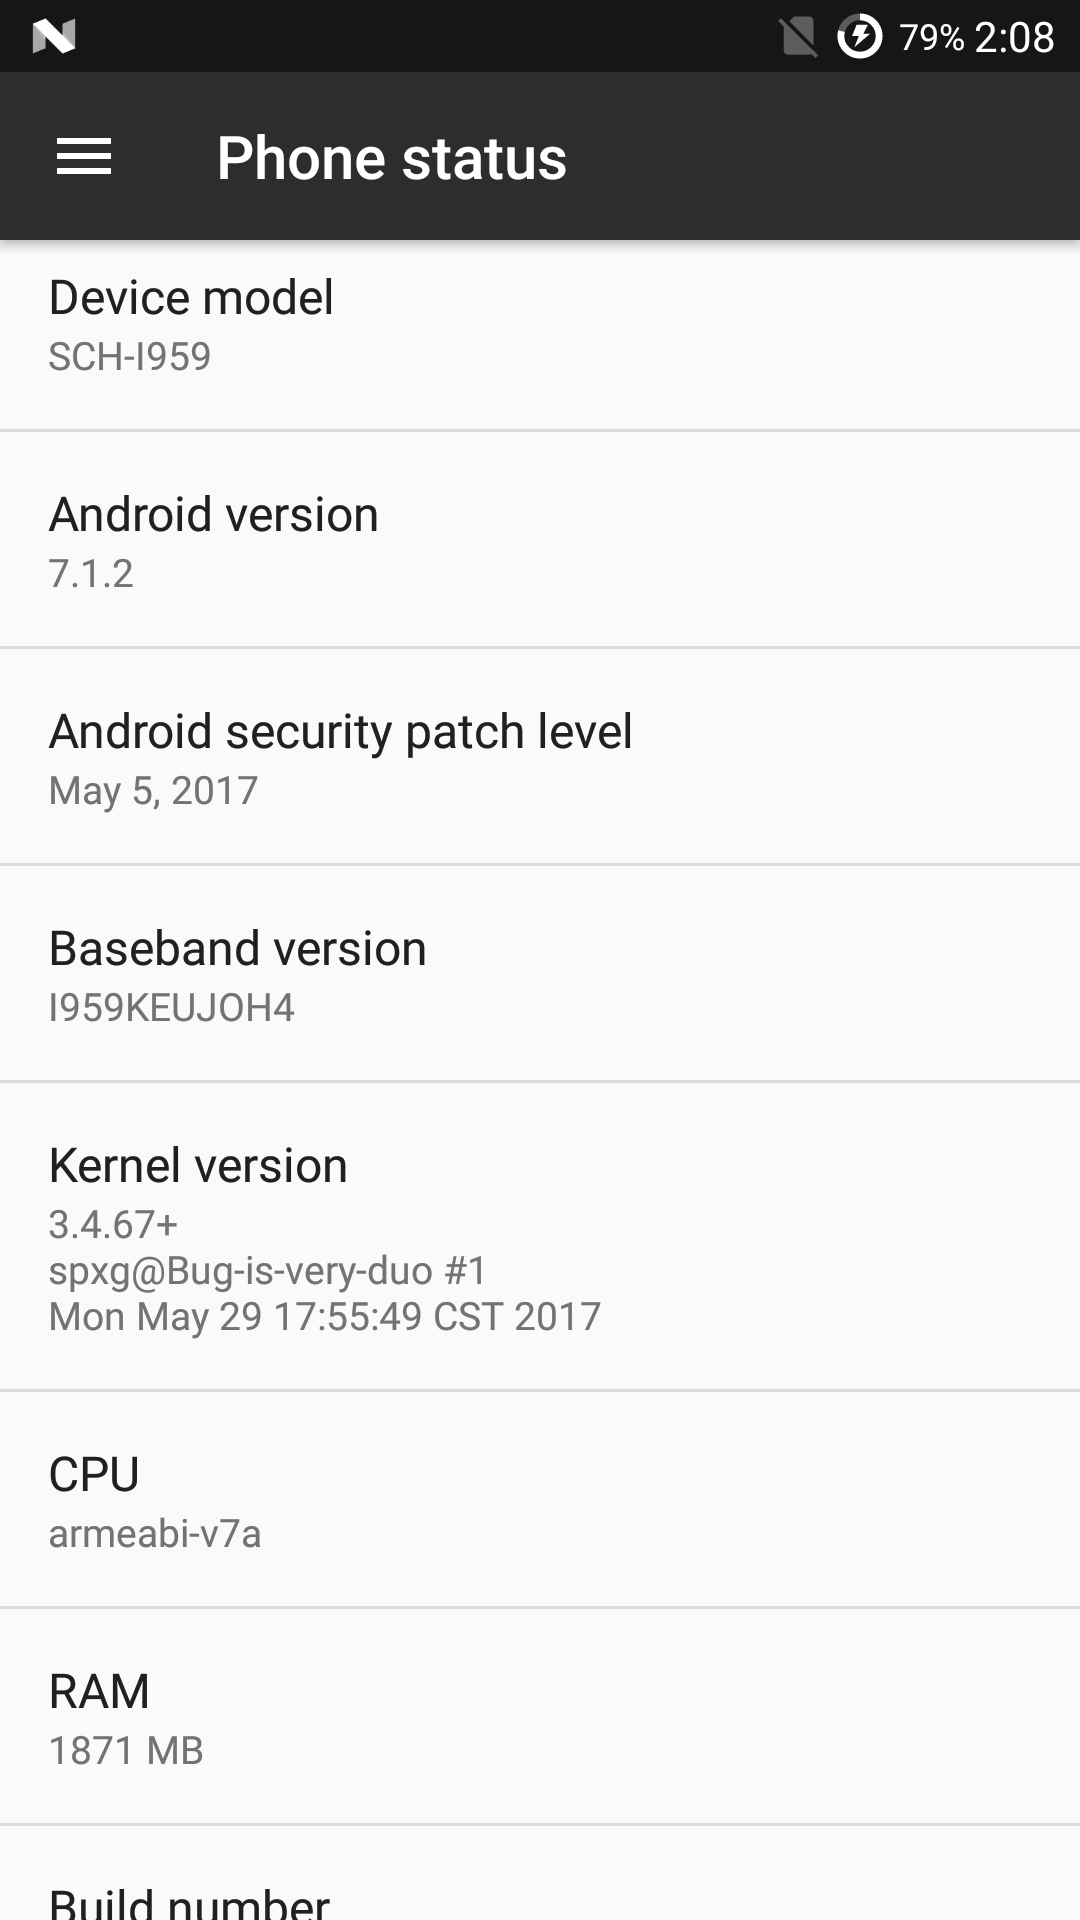 79% 2:08
Phone status
Device model
SCH-I959
Android version
7.1.2
Android security patch level
May 5, 2017
Baseband version
I959KEUJOH4
Kernel version
3.4.67+
spxg@Bug-is-very-duo #1
Mon May 29 17:55:49 CST 2017
CPU
armeabi-v7a
RAM
1871 MB
Build number